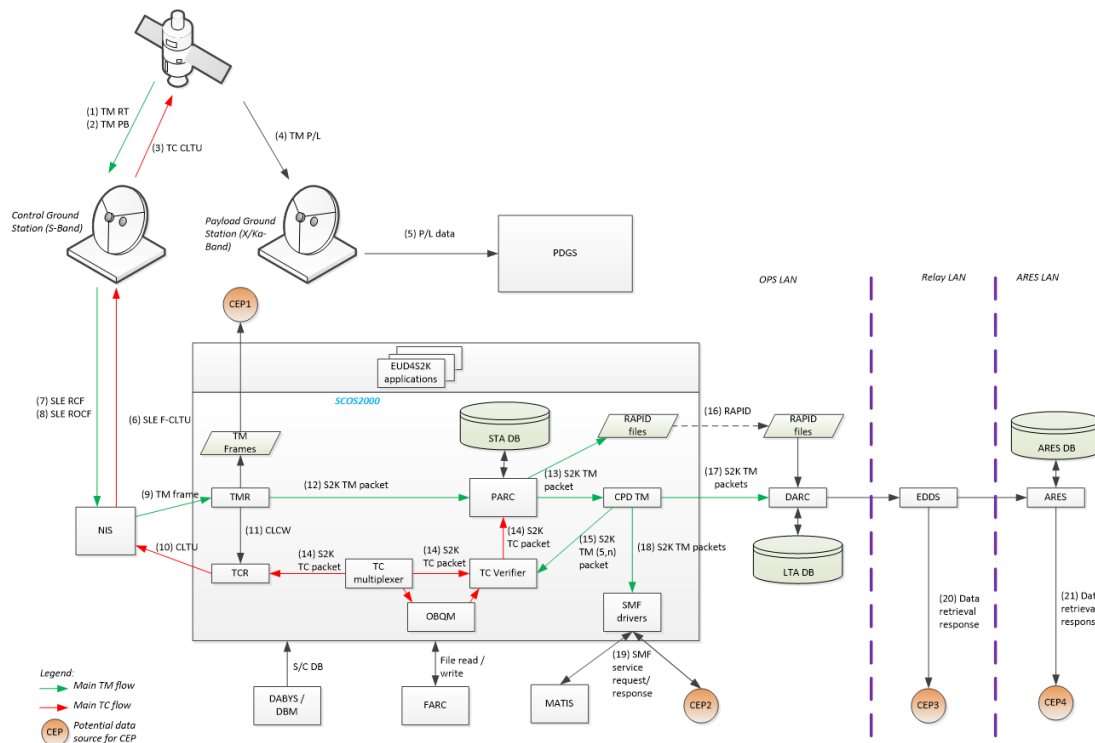 (1) TM RT
(2) TM PB
(3) TC CLTU
(4) TM P/L
Control Ground
Station (S-Band)
Payload Ground
Station (X/Ka-
Band)
(5) P/L data
PDGS
OPS LAN
Relay LAN
ARES LAN
CEP1
EUD4S2K
applications
SCOS2000
(7) SLE RCF
(8) SLE ROCF
(6) SLE F-CLTU
TM
Frames
STA DB
RAPID
files
(16) RAPID
RAPID
files
ARES DB
(9) TM frame
TMR
(12) S2K TM packet
PARC
(13) S2K TM
packet
CPD TM
(17) S2K TM
packets
DARC
EDDS
ARES
NIS
(10) CLTU
(11) CLCW
TCR
(14) S2K
TC packet
TC
multiplexer
(14) S2K
TC packet
TC Verifier
(14) S2K
TC packet
(15) S2K
TM (5,n)
packet
(18) S2K TM packets
LTA DB
OBQM
SMF
drivers
(20) Data
retrieval
response
(21) Dat
retrieva
respons
S/C DB
File read /
write
(19) SMF
service
request/
response
DABYS /
DBM
FARC
MATIS
CEP2
CEP3
CEP4
Legend:
Main TM flow
Main TC flow
CEP
Potential data
source for CEP